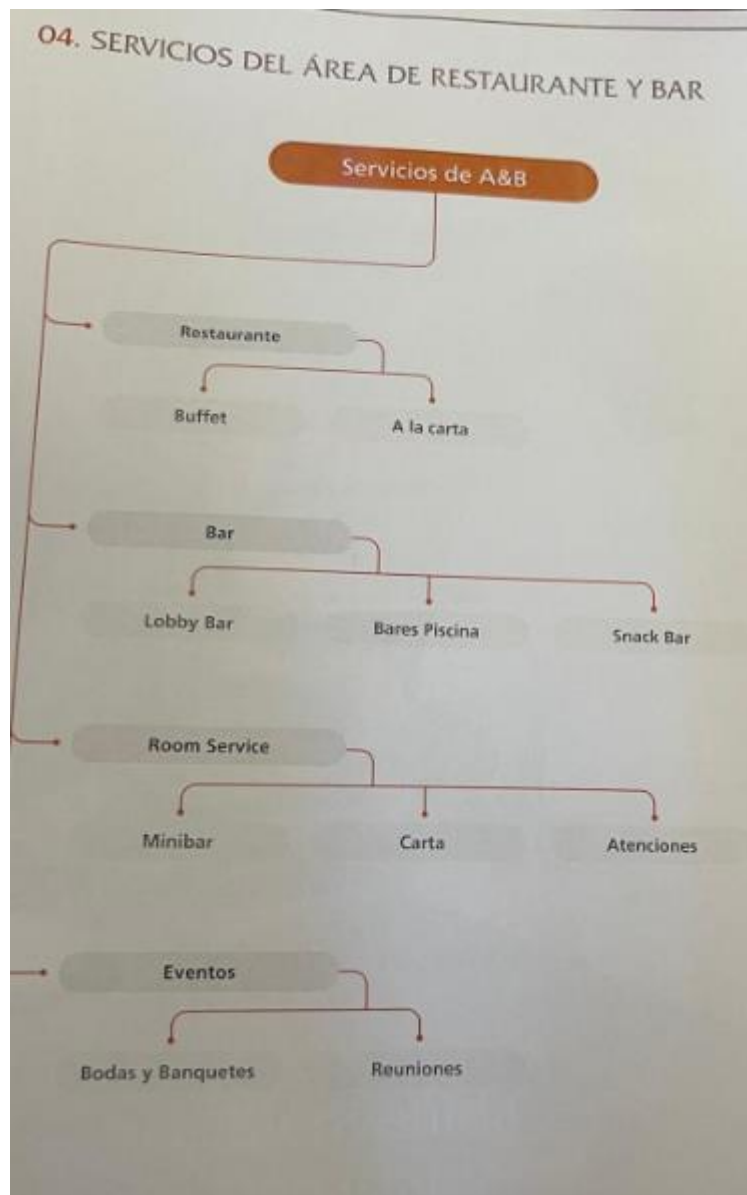 04. SERVICIOS DEL ÁREA DE RESTAURANTE Y BAR
Servicios de A&B
Restaurante
Buffet
A la carta
Bar
Lobby Bar
Bares Piscina
Snack Bar
Room Service
Minibar
Carta
Atenciones
Eventos
Bodas y Banquetes
Reuniones